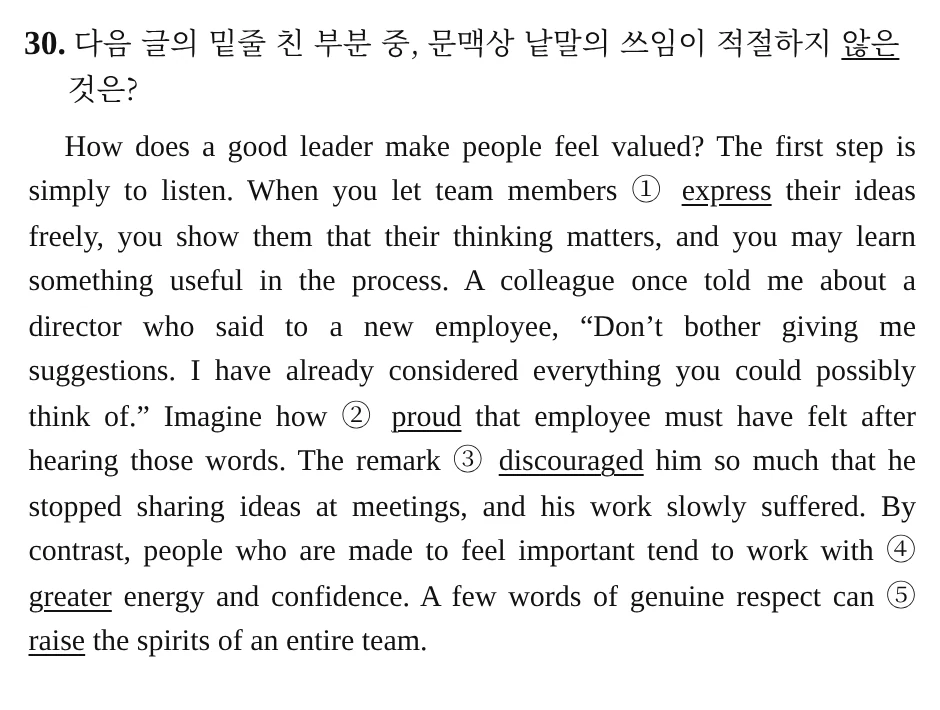 30. 다음 글의 밑줄 친 부분 중, 문맥상 낱말의 쓰임이 적절하지 않은
것은?
How does a good leader make people feel valued? The first step is
simply to listen. When you let team members ① express their ideas
freely, you show them that their thinking matters, and you may learn
something useful in the process. A colleague once told me about a
director who said to a new employee, “Don’t bother giving me
suggestions. I have already considered everything you could possibly
think of.” Imagine how ② proud that employee must have felt after
hearing those words. The remark ③ discouraged him so much that he
stopped sharing ideas at meetings, and his work slowly suffered. By
contrast, people who are made to feel important tend to work with ④
greater energy and confidence. A few words of genuine respect can ⑤
raise the spirits of an entire team.